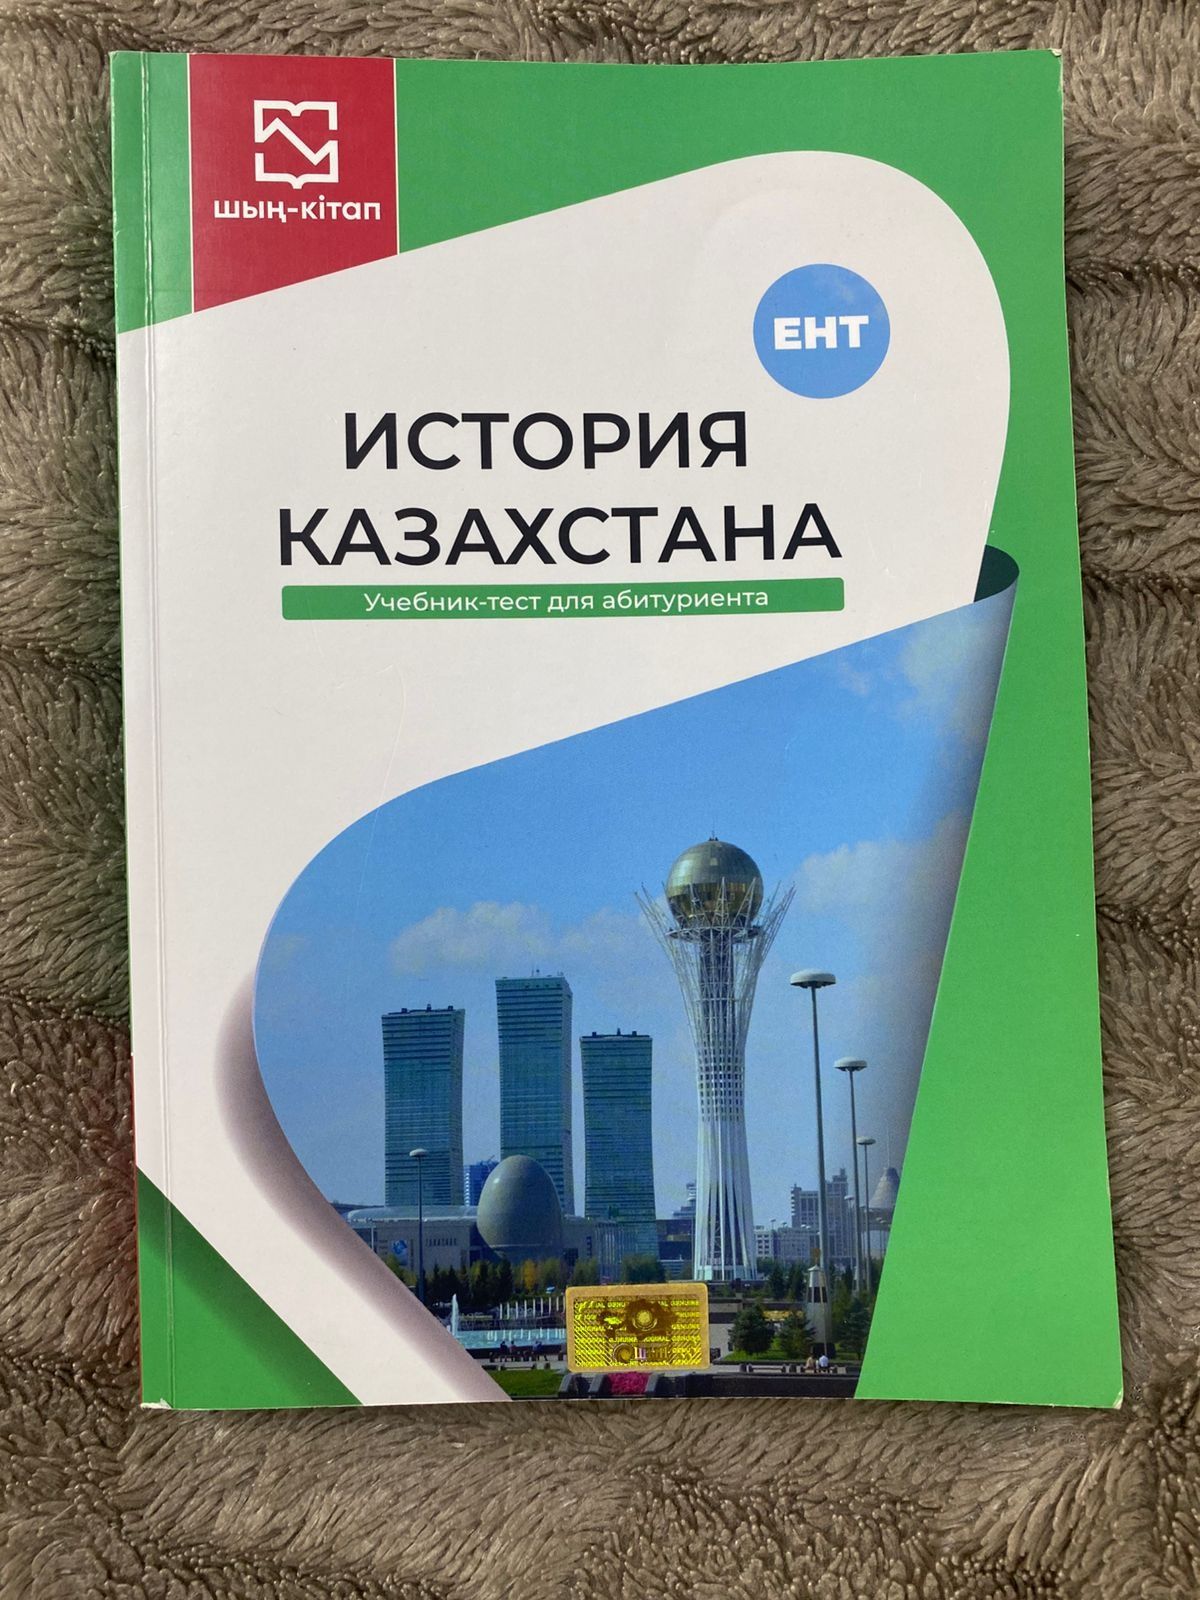 шың-кітап
ЕНТ
ИСТОРИЯ
КАЗАХСТАНА
Учебник-тест для абитуриента